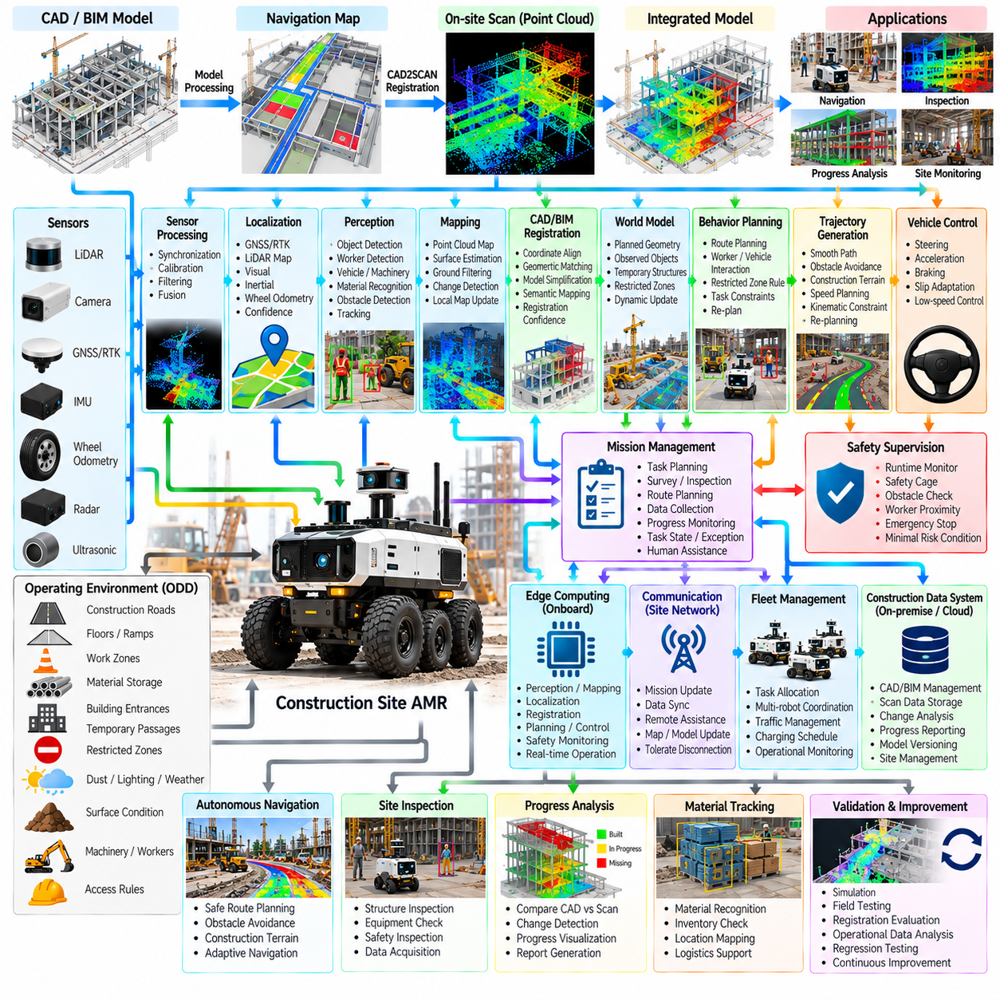 CAD / BIM Model
Navigation Map
On-site Scan (Point Cloud)
Integrated Model
Applications
Model
Processing
CAD2SCAN
Registration
Navigation
Inspection
Progress Analysis
Site Monitoring
Sensors
LiDAR
Camera
GNSS/RTK
IMU
Wheel
Odometry
Radar
Ultrasonic
Sensor
Processing
• Synchronization
• Calibration
• Filtering
• Fusion
Localization
• GNSS/RTK
• LiDAR Map
• Visual
• Inertial
• Wheel Odometry
• Confidence
Perception
• Object Detection
• Worker Detection
• Vehicle / Machinery
• Material Recognition
• Obstacle Detection
• Tracking
Mapping
• Point Cloud Map
• Surface Estimation
• Ground Filtering
• Change Detection
• Local Map Update
CAD/BIM
Registration
• Coordinate Align
• Geomertic Matching
• Model Simplification
• Semantic Mapping
• Registration
Confidence
World Model
• Planned Geometry
• Observed Objects
• Temporary Structures
• Restricted Zones
• Dynamic Update
Behavior Planning
• Route Planning
• Worker / Vehicle
Interaction
• Restricted Zone Rule
• Task Constraints
• Re-plan
Trajectory
Generation
• Smooth Path
• Obstacle Avoidance
• Construction Terrain
• Speed Planning
• Kinematic Constraint
• Re-planning
Vehicle Control
• Steering
• Acceleration
• Braking
• Slip Adaptation
• Low-speed Control
Mission Management
• Task Planning
• Survey / Inspection
• Route Planning
• Data Collection
• Progress Monitoring
• Task State / Exception
• Human Assistance
Safety Supervision
• Runtime Monitor
• Safety Cage
• Obstacle Check
• Worker Proximity
• Emergency Stop
• Minimal Risk Condition
Operating Environment (ODD)
Construction Roads
Floors / Ramps
Work Zones
Material Storage
Building Entrances
Temporary Passages
Restricted Zones
Dust / Lighting / Weather
Surface Condition
Machinery / Workers
Access Rules
Construction Site AMR
Edge Computing
(Onboard)
• Perception / Mapping
• Localization
• Registration
• Planning / Control
• Safety Monitoring
• Real-time Operation
Communication
(Site Network)
• Mission Update
• Data Sync
• Remote Assistance
• Map / Model Update
• Tolerate Disconnection
Fleet Management
• Task Allocation
• Multi-robot Coordination
• Traffic Management
• Charging Schedule
• Operational Monitoring
Construction Data System
(On-premise / Cloud)
• CAD/BIM Management
• Scan Data Storage
• Change Analysis
• Progress Reporting
• Model Versioning
• Site Management
Autonomous Navigation
• Safe Route Planning
• Obstacle Avoidance
• Construction Terrain
• Adaptive Navigation
Site Inspection
• Structure Inspection
• Equipment Check
• Safety Inspection
• Data Acquisition
Progress Analysis
Built
In Progress
Missing
• Compare CAD vs Scan
• Change Detection
• Progress Visualization
• Report Generation
Material Tracking
• Material Recognition
• Inventory Check
• Location Mapping
• Logistics Support
Validation & Improvement
• Simulation
• Field Testing
• Registration Evaluation
• Operational Data Analysis
• Regression Testing
• Continuous Improvement